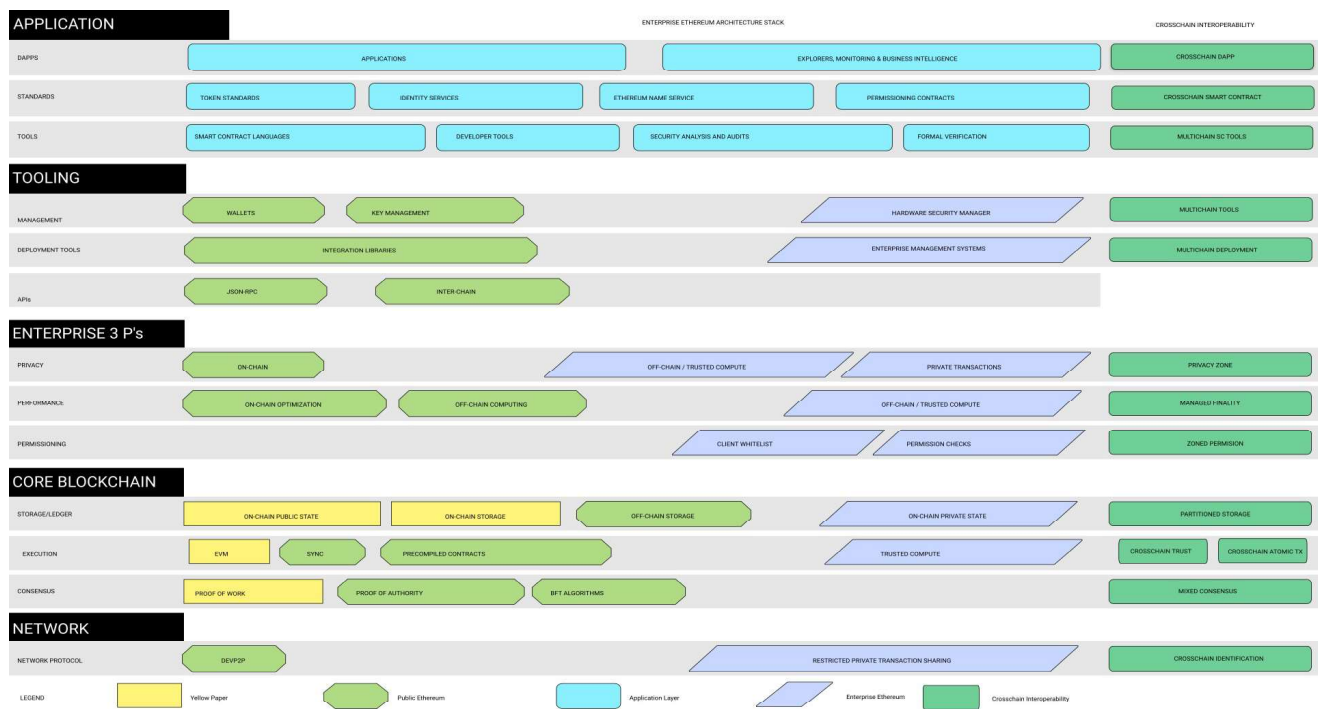 APPLICATION
ENTERPRISE ETHEREUM ARCHITECTURE STACK
CROSSCHAIN INTEROPERABILITY
DAPPS
APPLICATIONS
EXPLORERS, MONITORING & BUSINESS INTELLIGENCE
CROSSCHAIN DAPP
STANDARDS
TOKEN STANDARDS
IDENTITY SERVICES
ETHEREUM NAME SERVICE
PERMISSIONING CONTRACTS
CROSSCHAIN SMART CONTRACT
TOOLS
SMART CONTRACT LANGUAGES
DEVELOPER TOOLS
SECURITY ANALYSIS AND AUDITS
FORMAL VERIFICATION
MULTICHAIN SC TOOLS
TOOLING
MANAGEMENT
WALLETS
KEY MANAGEMENT
HARDWARE SECURITY MANAGER
MULTICHAIN TOOLS
DEPLOYMENT TOOLS
INTEGRATION LIBRARIES
ENTERPRISE MANAGEMENT SYSTEMS
MULTICHAIN DEPLOYMENT
APIs
JSON-RPC
INTER-CHAIN
ENTERPRISE 3 P's
PRIVACY
ON-CHAIN
OFF-CHAIN / TRUSTED COMPUTE
PRIVATE TRANSACTIONS
PRIVACY ZONE
PERFORMANCE
ON-CHAIN OPTIMIZATION
OFF-CHAIN COMPUTING
OFF-CHAIN / TRUSTED COMPUTE
MANAGED FINALITY
PERMISSIONING
CLIENT WHITELIST
PERMISSION CHECKS
ZONED PERMISION
CORE BLOCKCHAIN
STORAGE/LEDGER
ON-CHAIN PUBLIC STATE
ON-CHAIN STORAGE
OFF-CHAIN STORAGE
ON-CHAIN PRIVATE STATE
PARTITIONED STORAGE
EXECUTION
EVM
SYNC
PRECOMPILED CONTRACTS
TRUSTED COMPUTE
CROSSCHAIN TRUST
CROSSCHAIN ATOMIC TX
CONSENSUS
PROOF OF WORK
PROOF OF AUTHORITY
BFT ALGORITHMS
MIXED CONSENSUS
NETWORK
NETWORK PROTOCOL
DEVP2P
RESTRICTED PRIVATE TRANSACTION SHARING
CROSSCHAIN IDENTIFICATION
LEGEND
Yellow Paper
Public Ethereum
Application Layer
Enterprise Ethereum
Crosschain Interoperability